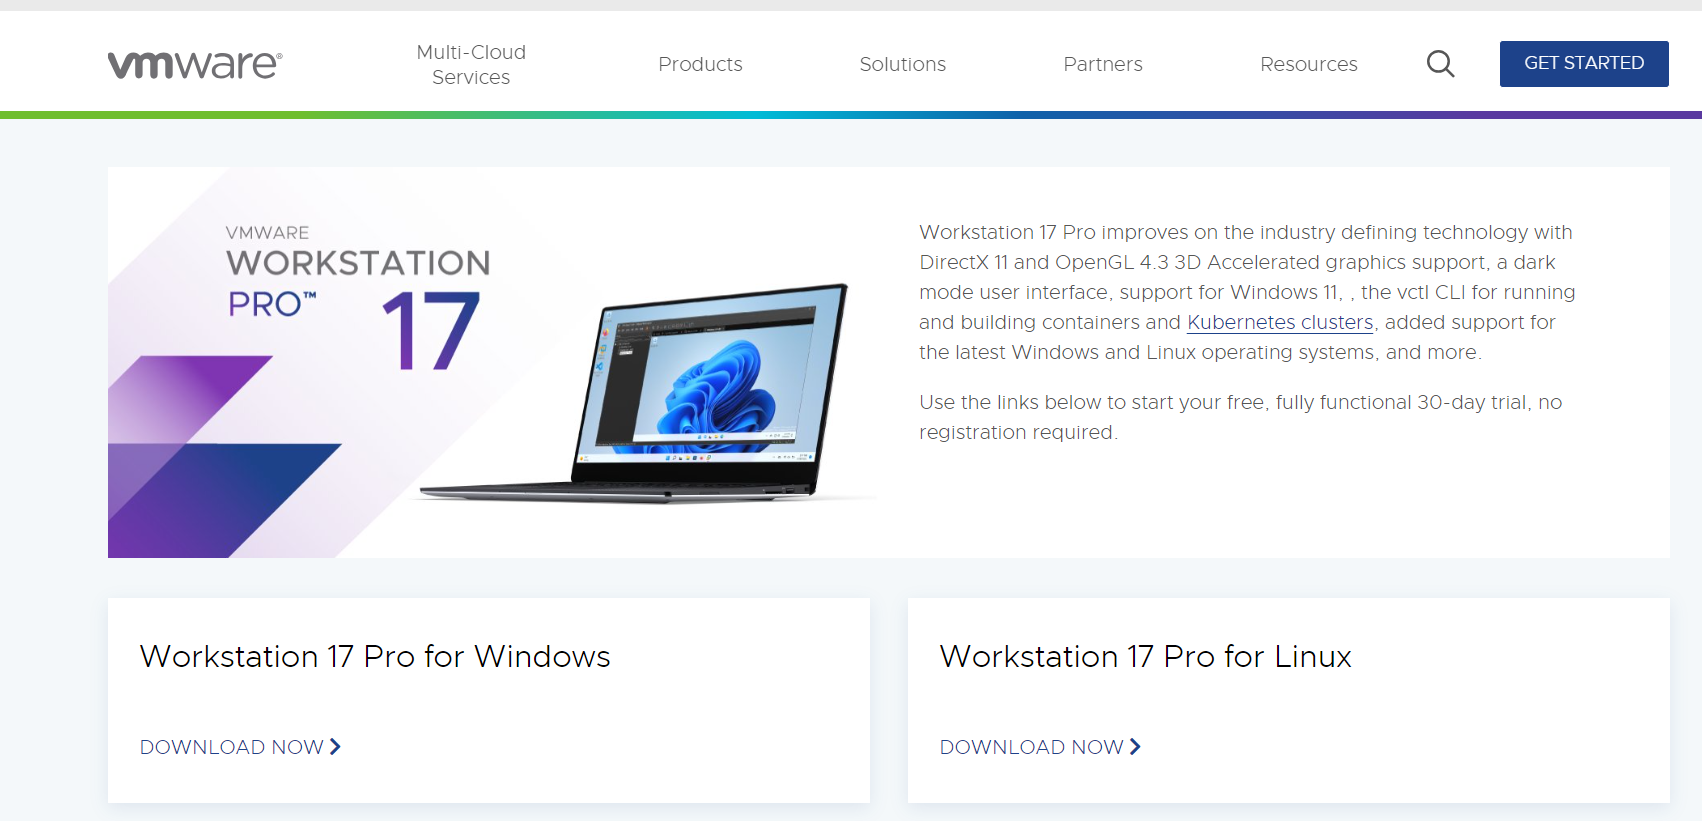 vmware®
Multi-Cloud
Services
Products
Solutions
Partners
Resources
GET STARTED
VMWARE
WORKSTATION
PRO™ 17
Workstation 17 Pro improves on the industry defining technology with
DirectX 11 and OpenGL 4.3 3D Accelerated graphics support, a dark
mode user interface, support for Windows 11, , the vctl CLI for running
and building containers and Kubernetes clusters, added support for
the latest Windows and Linux operating systems, and more.
Use the links below to start your free, fully functional 30-day trial, no
registration required.
Workstation 17 Pro for Windows
DOWNLOAD NOW
Workstation 17 Pro for Linux
DOWNLOAD NOW